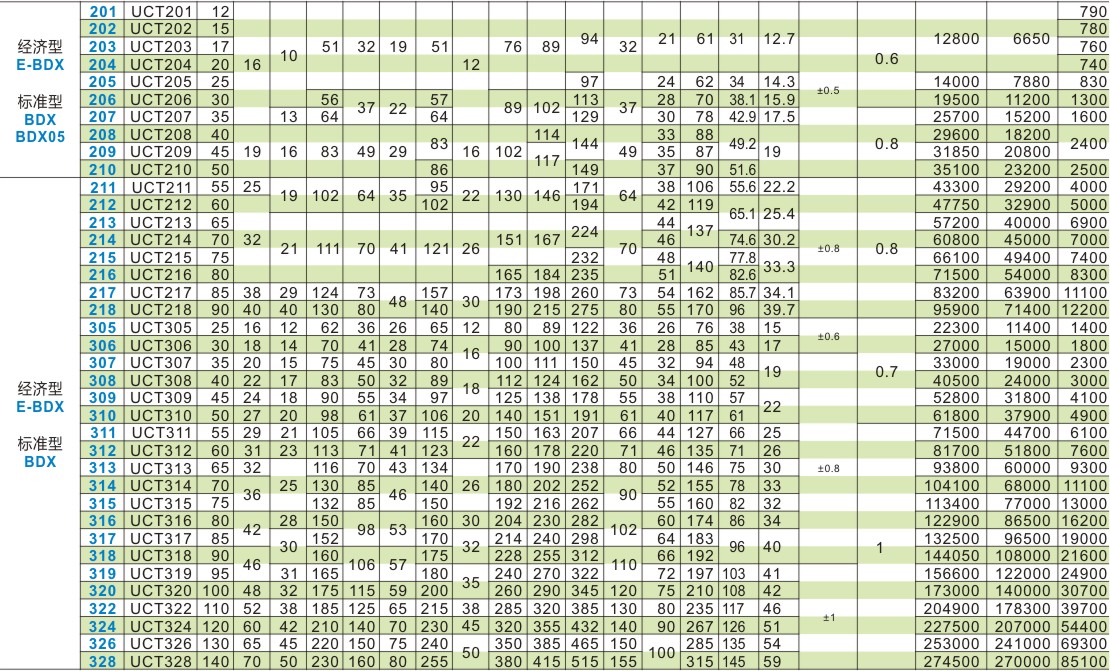 201 UCT201 12 790
202 UCT202 15 780
经济型 203 UCT203 17 10 51 32 19 51 76 89 94 32 21 61 31 12.7 12800 6650 760
E-BDX 204 UCT204 20 16 12 0.6 740
205 UCT205 25 97 24 62 34 14.3 ±0.5 14000 7880 830
标准型 206 UCT206 30 56 37 22 57 89 102 113 37 28 70 38.1 15.9 19500 11200 1300
BDX 207 UCT207 35 13 64 64 129 30 78 42.9 17.5 25700 15200 1600
BDX05 208 UCT208 40 83 114 144 33 88 49.2 0.8 29600 18200 2400
209 UCT209 45 19 16 83 49 29 16 102 117 49 35 87 19 31850 20800
210 UCT210 50 86 149 37 90 51.6 35100 23200 2500
211 UCT211 55 25 19 102 64 35 95 22 130 146 171 64 38 106 55.6 22.2 43300 29200 4000
212 UCT212 60 102 194 42 119 65.1 25.4 47750 32900 5000
213 UCT213 65 224 44 137 57200 40000 6900
214 UCT214 70 32 21 111 70 41 121 26 151 167 70 46 74.6 30.2 ±0.8 0.8 60800 45000 7000
215 UCT215 75 232 48 140 77.8 33.3 66100 49400 7400
216 UCT216 80 165 184 235 51 82.6 71500 54000 8300
217 UCT217 85 38 29 124 73 48 157 30 173 198 260 73 54 162 85.7 34.1 83200 63900 11100
218 UCT218 90 40 40 130 80 140 190 215 275 80 55 170 96 39.7 95900 71400 12200
305 UCT305 25 16 12 62 36 26 65 12 80 89 122 36 26 76 38 15 ±0.6 22300 11400 1400
306 UCT306 30 18 14 70 41 28 74 16 90 100 137 41 28 85 43 17 27000 15000 1800
307 UCT307 35 20 15 75 45 30 80 100 111 150 45 32 94 48 19 0.7 33000 19000 2300
经济型 308 UCT308 40 22 17 83 50 32 89 18 112 124 162 50 34 100 52 40500 24000 3000
E-BDX 309 UCT309 45 24 18 90 55 34 97 125 138 178 55 38 110 57 22 52800 31800 4100
310 UCT310 50 27 20 98 61 37 106 20 140 151 191 61 40 117 61 61800 37900 4900
标准型 311 UCT311 55 29 21 105 66 39 115 22 150 163 207 66 44 127 66 25 71500 44700 6100
BDX 312 UCT312 60 31 23 113 71 41 123 160 178 220 71 46 135 71 26 81700 51800 7600
313 UCT313 65 32 116 70 43 134 170 190 238 80 50 146 75 30 ±0.8 93800 60000 9300
314 UCT314 70 36 25 130 85 46 140 26 180 202 252 90 52 155 78 33 104100 68000 11100
315 UCT315 75 132 85 150 192 216 262 55 160 82 32 113400 77000 13000
316 UCT316 80 42 28 150 98 53 160 30 204 230 282 102 60 174 86 34 122900 86500 16200
317 UCT317 85 30 152 170 32 214 240 298 64 183 96 40 1 132500 96500 19000
318 UCT318 90 46 160 106 57 175 228 255 312 110 66 192 144050 108000 21600
319 UCT319 95 31 165 180 35 240 270 322 72 197 103 41 156600 122000 24900
320 UCT320 100 48 32 175 115 59 200 260 290 345 120 75 210 108 42 173000 140000 30700
322 UCT322 110 52 38 185 125 65 215 38 285 320 385 130 80 235 117 46 ±1 204900 178300 39700
324 UCT324 120 60 42 210 140 70 230 45 320 355 432 140 90 267 126 51 227500 207000 54400
326 UCT326 130 65 45 220 150 75 240 50 350 385 465 150 100 285 135 54 253000 241000 69300
328 UCT328 140 70 50 230 160 80 255 380 415 515 155 315 145 59 274500 270000 85100